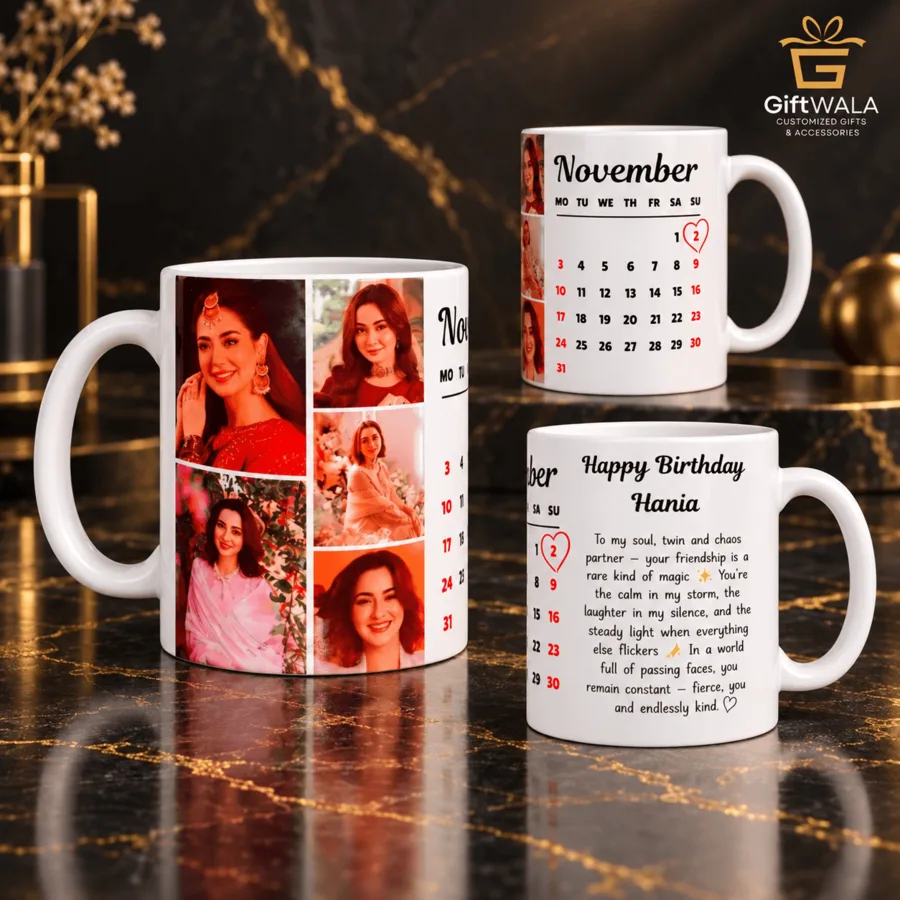 GiftWALA
CUSTOMIZED GIFTS
& ACCESSORIES
November
MO TU WE TH FR SA SU
1 2
3 4 5 6 7 8 9
10 11 12 13 14 15 16
17 18 19 20 21 22 23
24 25 26 27 28 29 30
31
Nov
MO TU
3 4
10 11
17 18
24 25
31
ber
SA SU
1 2
8 9
15 16
22 23
29 30
Happy Birthday
Hania
To my soul, twin and chaos
partner – your friendship is a
rare kind of magic ✨ You're
the calm in my storm, the
laughter in my silence, and the
steady light when everything
else flickers 💫 In a world
full of passing faces, you
remain constant – fierce, you
and endlessly kind. ♡